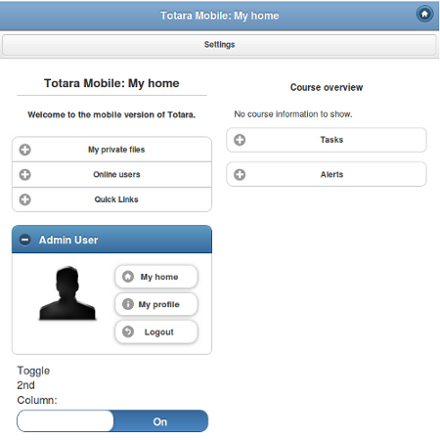 Totara Mobile: My home
Settings
Totara Mobile: My home
Welcome to the mobile version of Totara.
My private files
Online users
Quick Links
Admin User
My home
My profile
Logout
Toggle
2nd
Column:
On
Course overview
No course information to show.
Tasks
Alerts